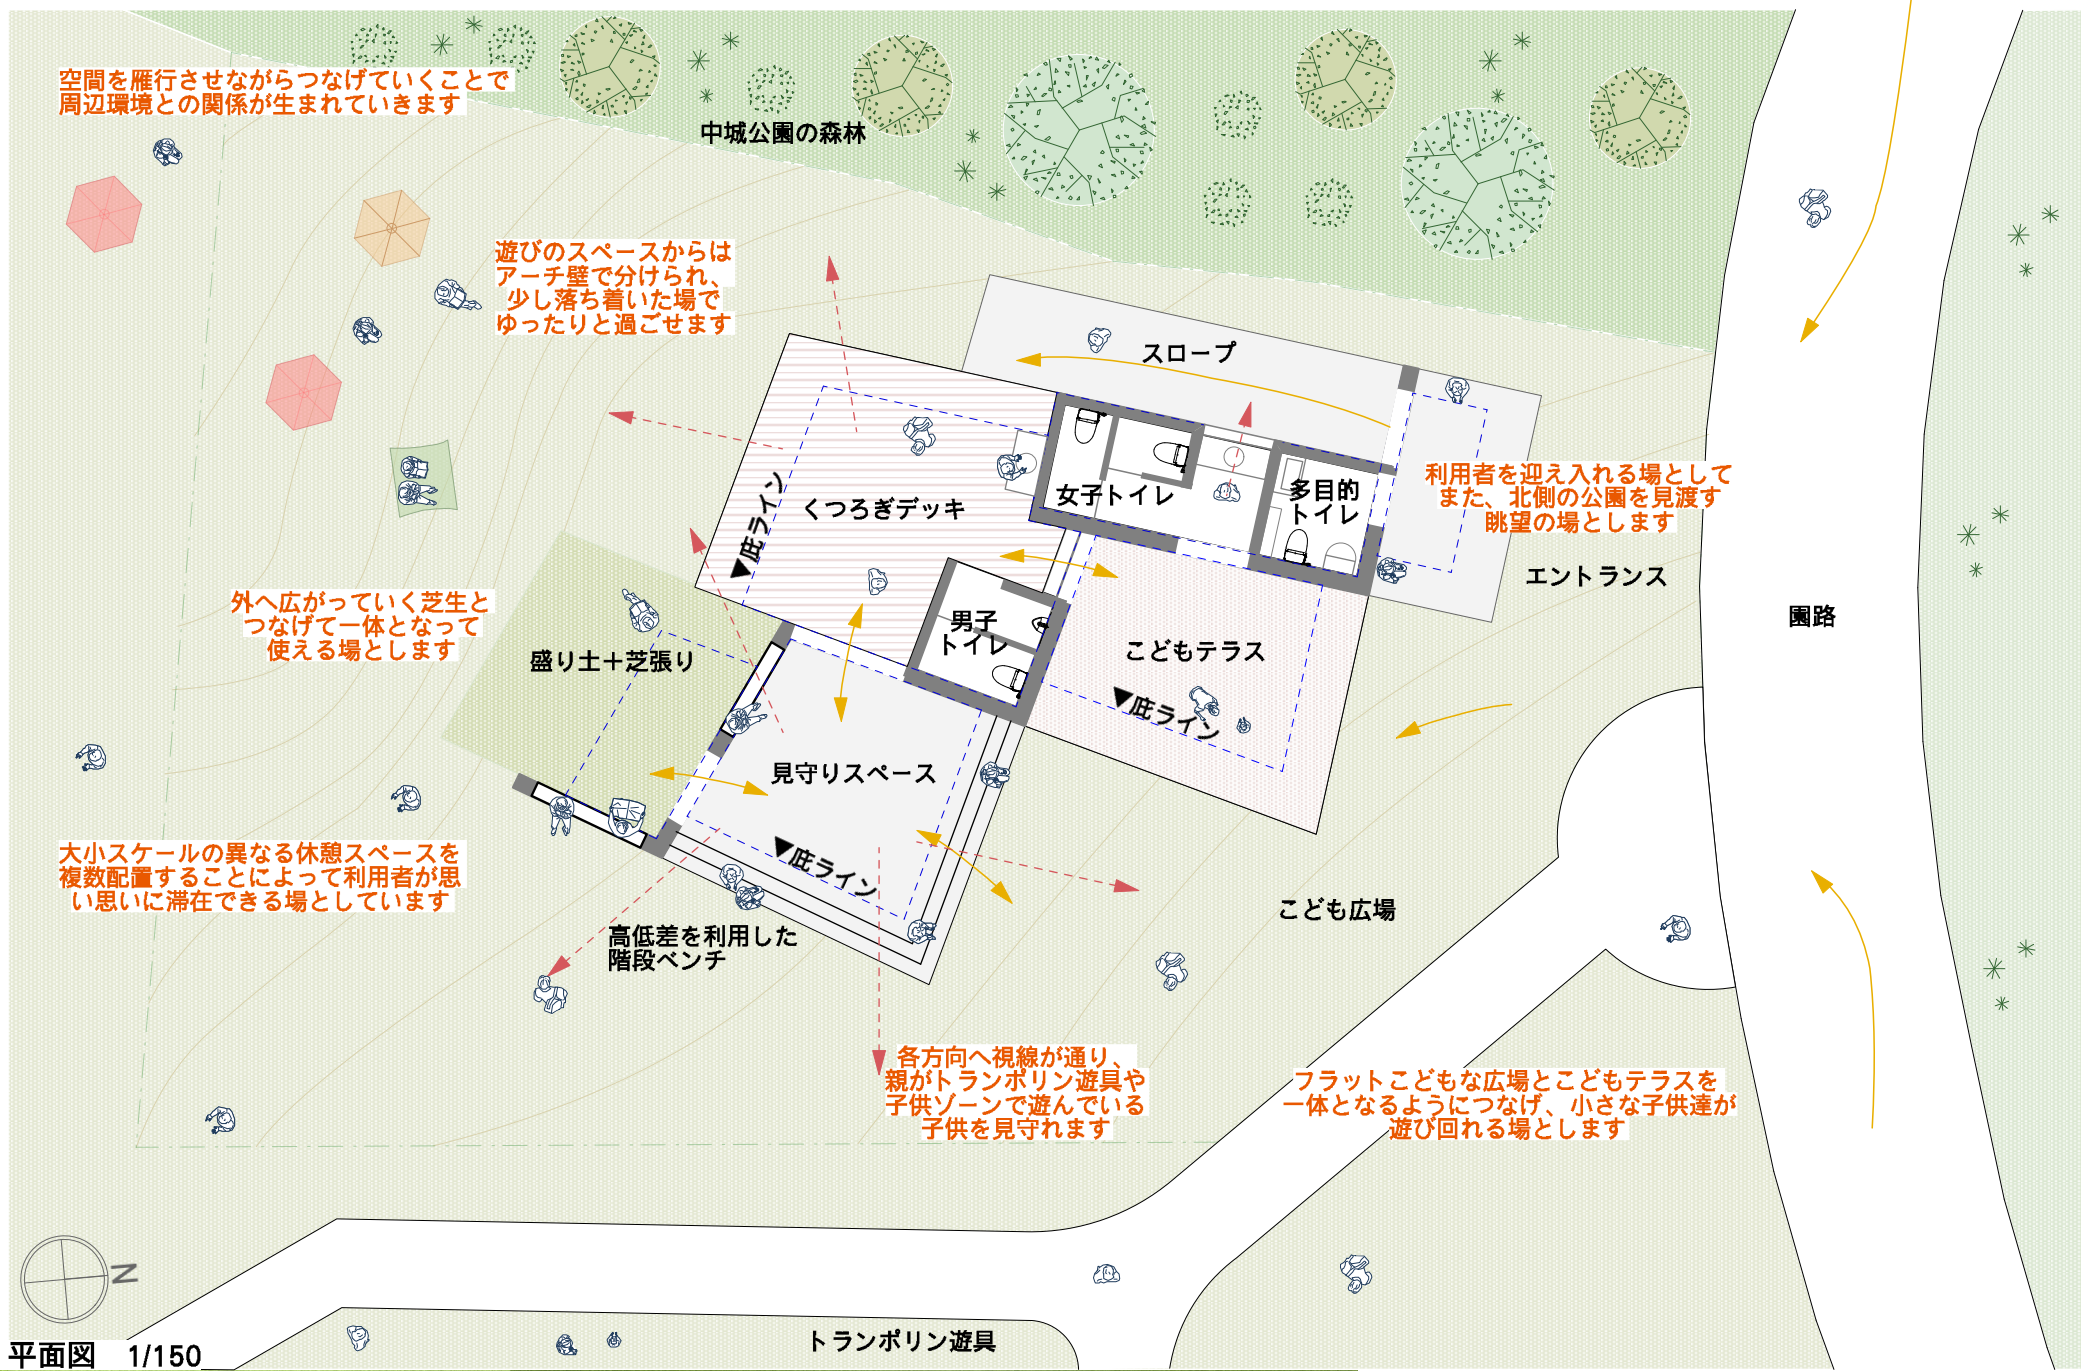 空間を雁行させながらつなげていくことで
周辺環境との関係が生まれていきます
中城公園の森林
遊びのスペースからは
アーチ壁で分けられ、
少し落ち着いた場で
ゆったりと過ごせます
スロープ
利用者を迎え入れる場として
また、北側の公園を見渡す
眺望の場とします
くつろぎデッキ
女子トイレ
多目的
トイレ
▼庇ライン
エントランス
園路
外へ広がっていく芝生と
つなげて一体となって
使える場とします
男子
トイレ
盛り土＋芝張り
こどもテラス
▼庇ライン
見守りスペース
▼庇ライン
大小スケールの異なる休憩スペースを
複数配置することによって利用者が思
い思いに滞在できる場としています
高低差を利用した
階段ベンチ
こども広場
各方向へ視線が通り、
親がトランポリン遊具や
子供ゾーンで遊んでいる
子供を見守れます
フラットこどもな広場とこどもテラスを
一体となるようにつなげ、小さな子供達が
遊び回れる場とします
N
トランポリン遊具
平面図　1/150